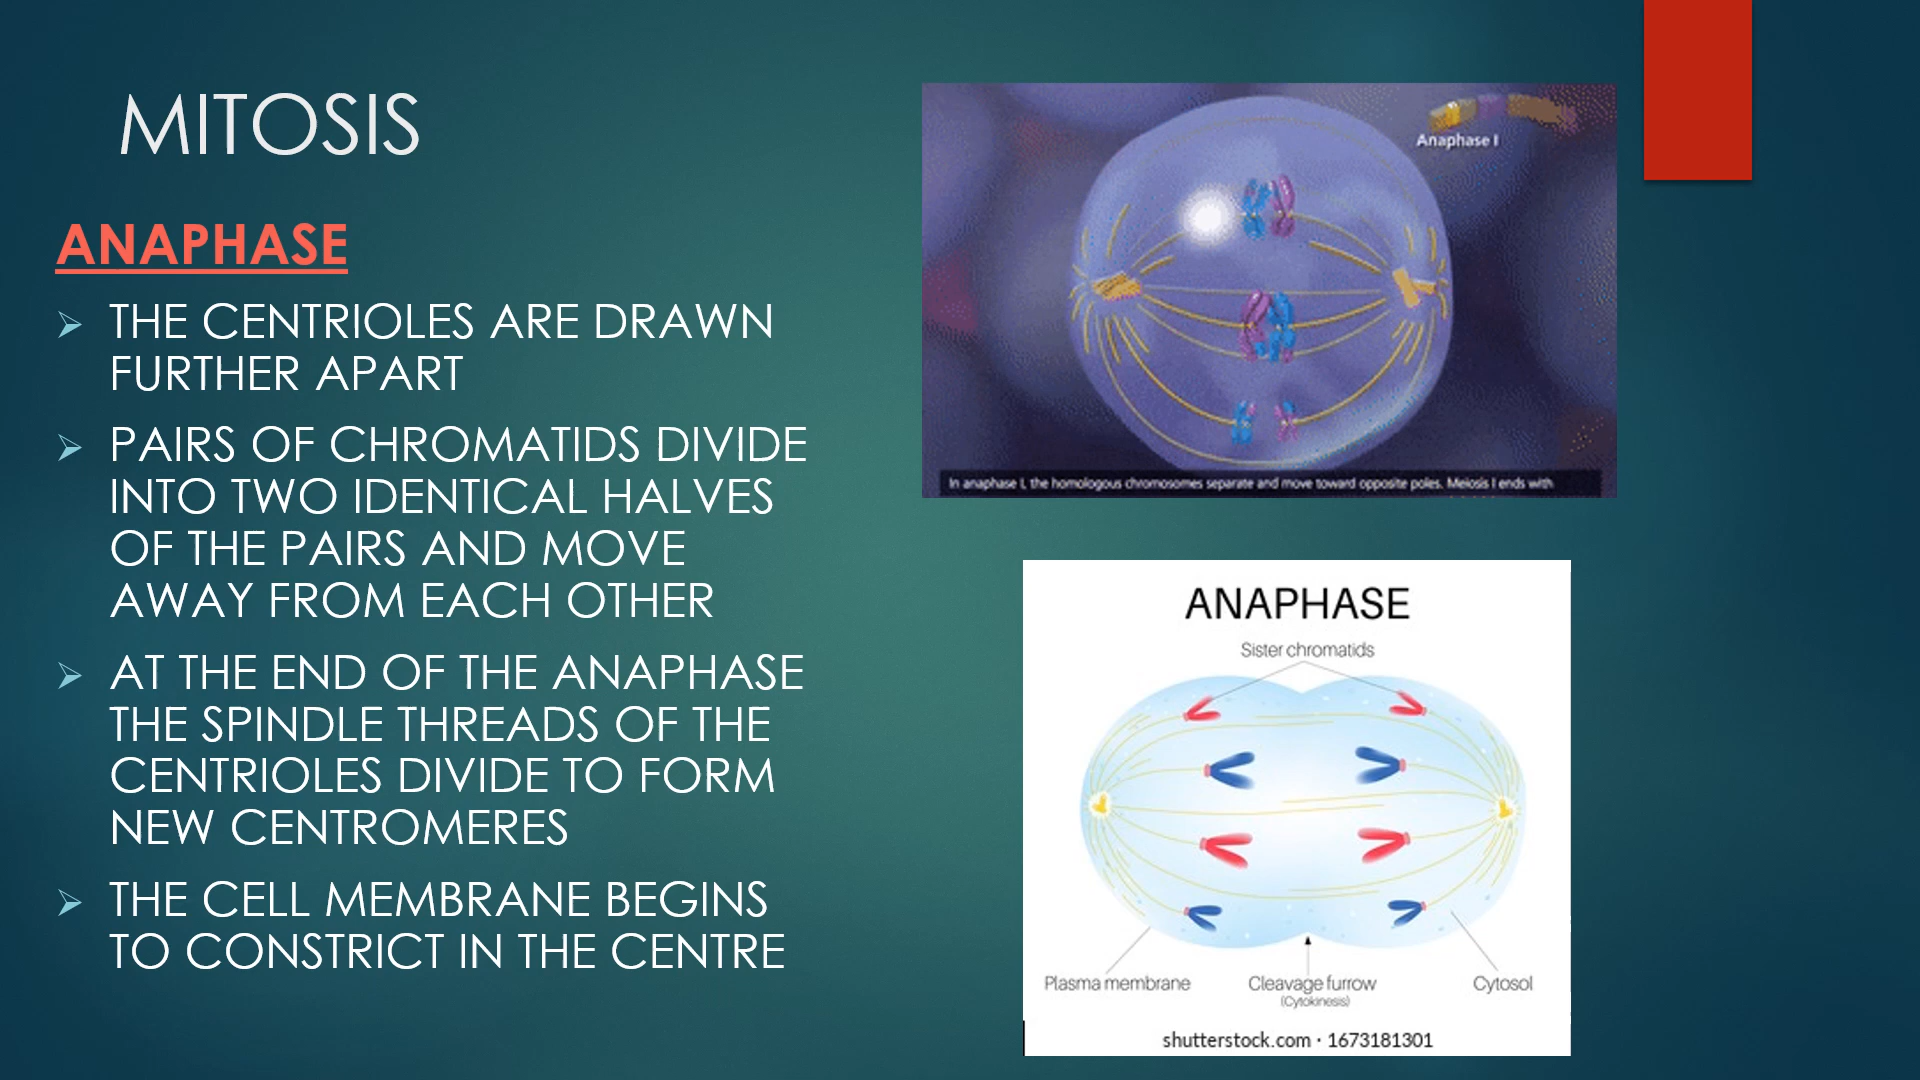 MITOSIS
ANAPHASE
THE CENTRIOLES ARE DRAWN
FURTHER APART
PAIRS OF CHROMATIDS DIVIDE
INTO TWO IDENTICAL HALVES
OF THE PAIRS AND MOVE
AWAY FROM EACH OTHER
AT THE END OF THE ANAPHASE
THE SPINDLE THREADS OF THE
CENTRIOLES DIVIDE TO FORM
NEW CENTROMERES
THE CELL MEMBRANE BEGINS
TO CONSTRICT IN THE CENTRE
Anaphase I
In anaphase I, the homologous chromosomes separate and move toward opposite poles. Meiosis I ends with
ANAPHASE
Sister chromatids
Plasma membrane
Cleavage furrow
(Cytokinesis)
Cytosol
shutterstock.com · 1673181301